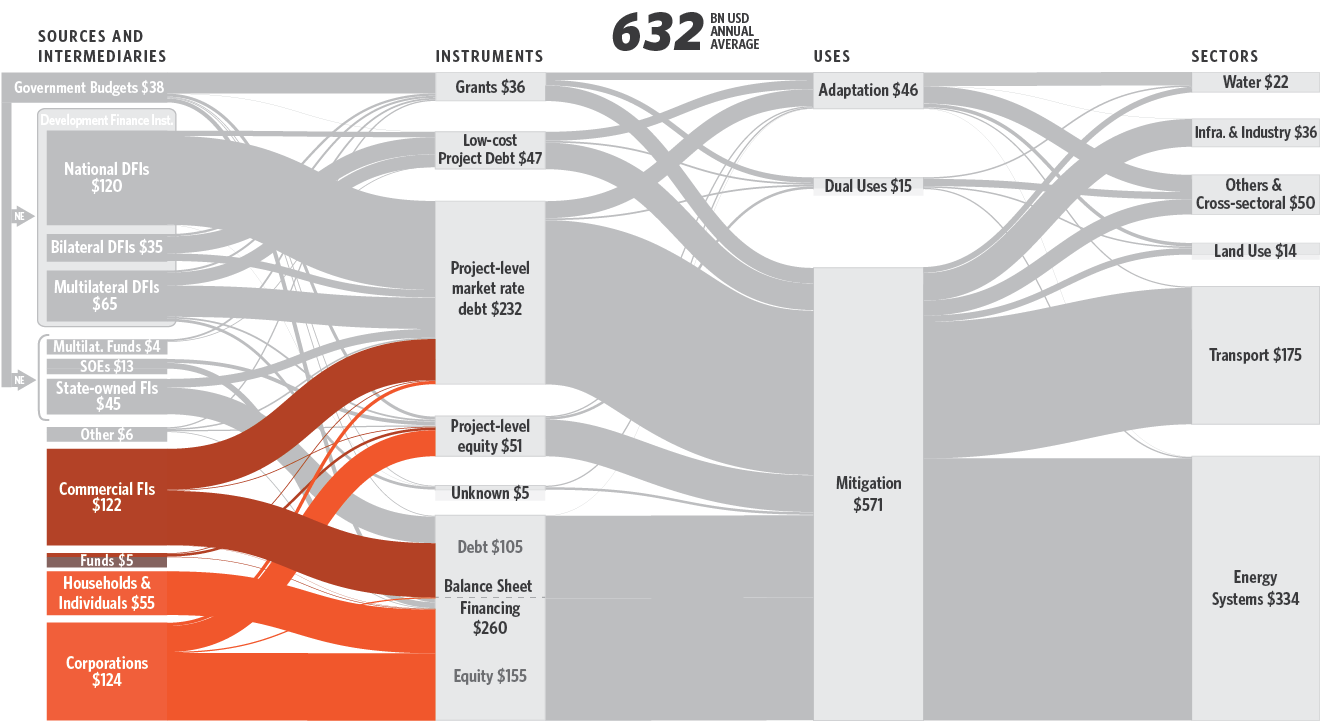 632 BN USD
ANNUAL
AVERAGE
SOURCES AND
INTERMEDIARIES
INSTRUMENTS
USES
SECTORS
Government Budgets $38
Development Finance Inst.
National DFIs
$120
NE
Bilateral DFIs $35
Multilateral DFIs
$65
Multilat. Funds $4
SOEs $13
NE
State-owned FIs
$45
Other $6
Commercial FIs
$122
Funds $5
Households &
Individuals $55
Corporations
$124
Grants $36
Low-cost
Project Debt $47
Project-level
market rate
debt $232
Project-level
equity $51
Unknown $5
Debt $105
Balance Sheet
Financing
$260
Equity $155
Adaptation $46
Dual Uses $15
Mitigation
$571
Water $22
Infra. & Industry $36
Others &
Cross-sectoral $50
Land Use $14
Transport $175
Energy
Systems $334